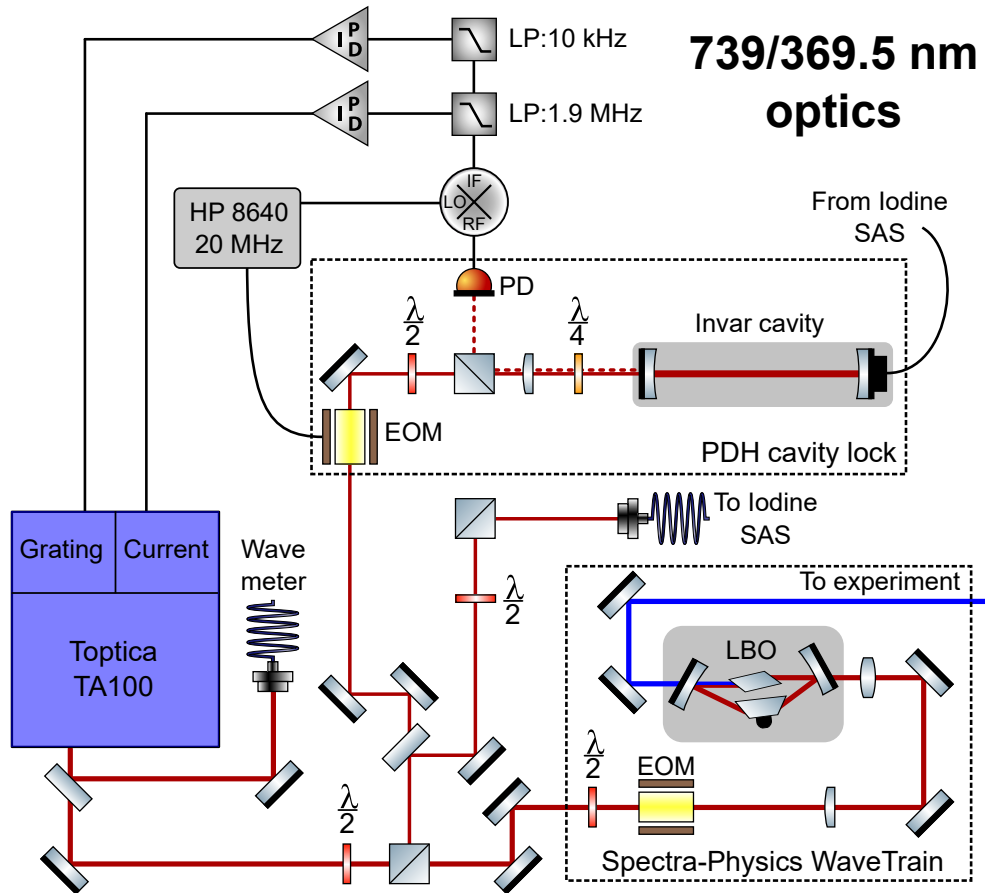 739/369.5 nm
optics
LP:10 kHz
P
I
D
LP:1.9 MHz
P
I
D
HP 8640
20 MHz
IF
LO
RF
From Iodine
SAS
PD
λ
2
λ
4
Invar cavity
EOM
PDH cavity lock
To Iodine
SAS
Grating
Current
Wave
meter
λ
2
To experiment
Toptica
TA100
LBO
λ
2
λ
2
EOM
Spectra-Physics WaveTrain